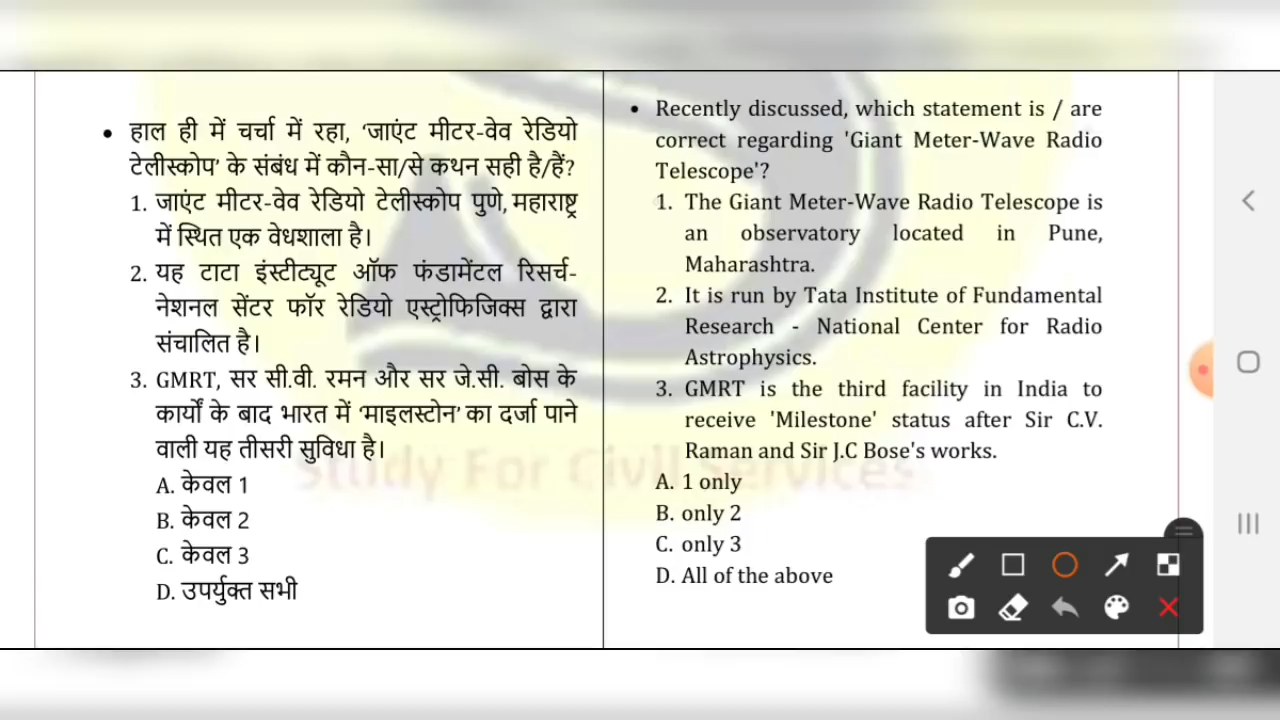 • हाल ही में चर्चा में रहा, ‘जाएंट मीटर-वेव रेडियो
टेलीस्कोप’ के संबंध में कौन-सा/से कथन सही है/हैं?
1. जाएंट मीटर-वेव रेडियो टेलीस्कोप पुणे, महाराष्ट्र
में स्थित एक वेधशाला है।
2. यह टाटा इंस्टीट्यूट ऑफ फंडामेंटल रिसर्च-
नेशनल सेंटर फॉर रेडियो एस्ट्रोफिजिक्स द्वारा
संचालित है।
3. GMRT, सर सी.वी. रमन और सर जे.सी. बोस के
कार्यों के बाद भारत में ‘माइलस्टोन’ का दर्जा पाने
वाली यह तीसरी सुविधा है।
A. केवल 1
B. केवल 2
C. केवल 3
D. उपर्युक्त सभी
• Recently discussed, which statement is / are
correct regarding 'Giant Meter-Wave Radio
Telescope'?
1. The Giant Meter-Wave Radio Telescope is
an observatory located in Pune,
Maharashtra.
2. It is run by Tata Institute of Fundamental
Research - National Center for Radio
Astrophysics.
3. GMRT is the third facility in India to
receive 'Milestone' status after Sir C.V.
Raman and Sir J.C Bose's works.
A. 1 only
B. only 2
C. only 3
D. All of the above
Study For Civil Services